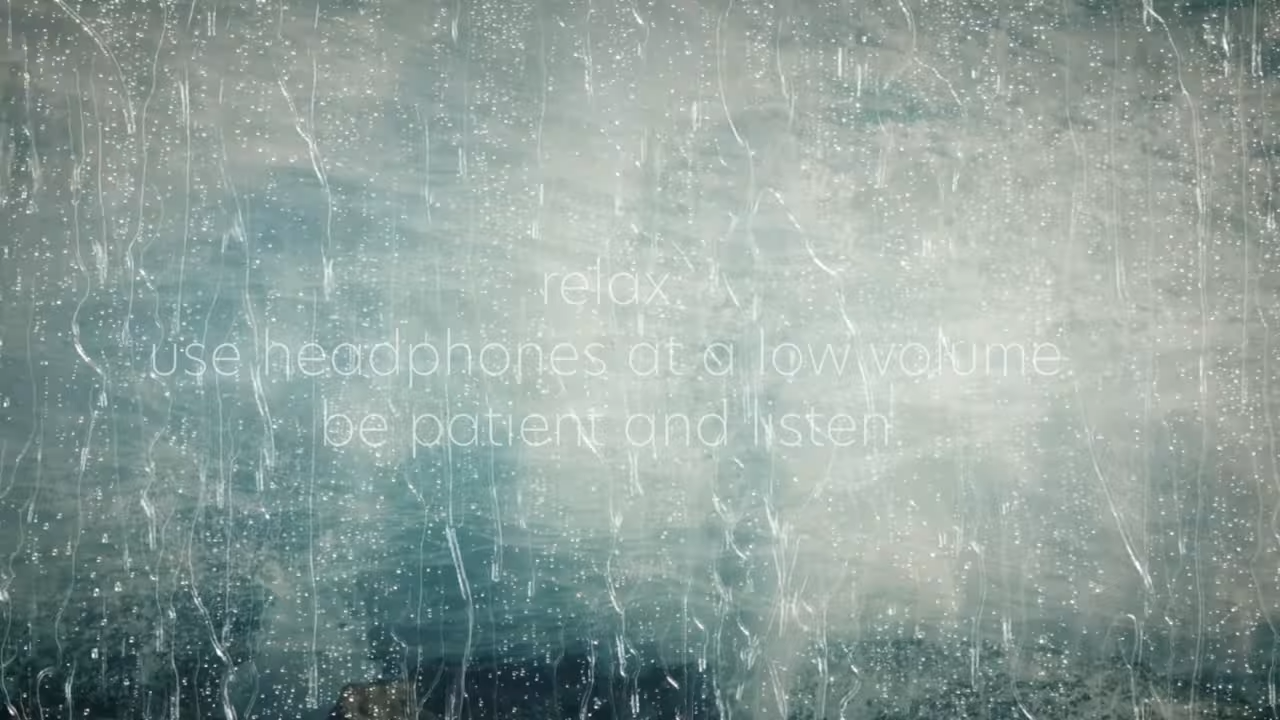 relax.
use headphones at a low volume.
be patient and listen.